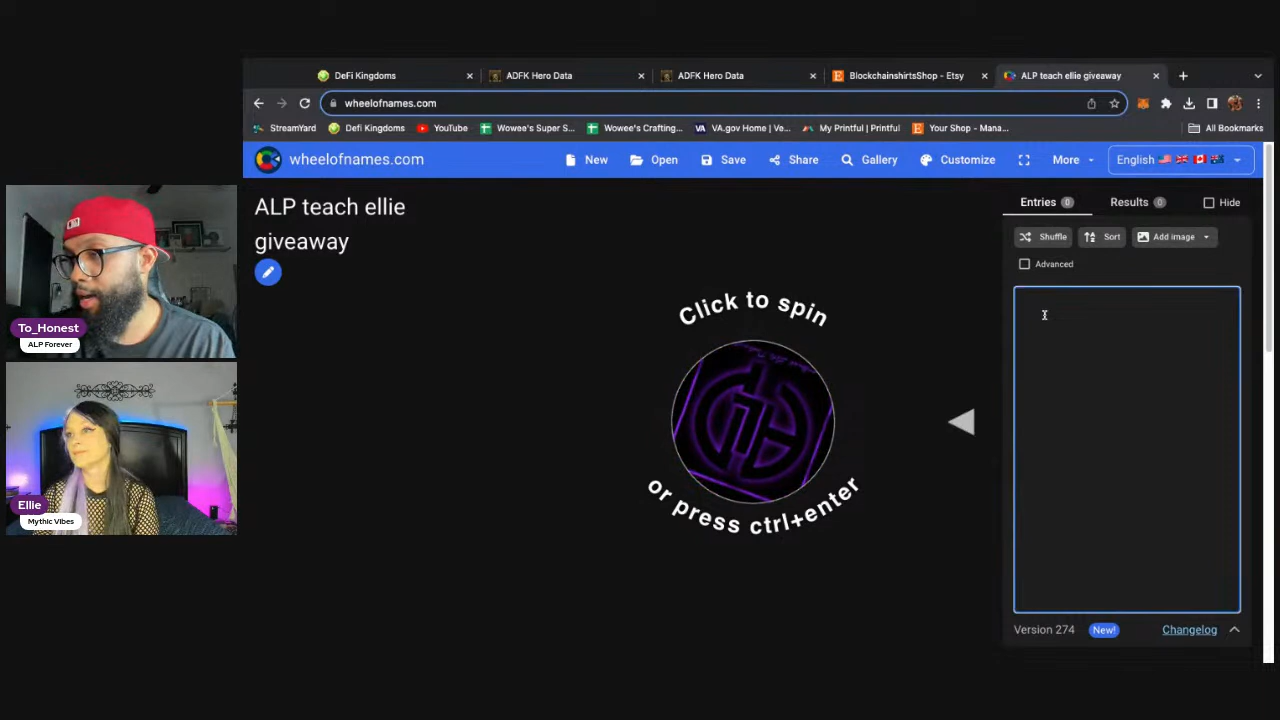 DeFi Kingdoms
ADFK Hero Data
ADFK Hero Data
BlockchainshirtsShop - Etsy
ALP teach ellie giveaway
wheelofnames.com
StreamYard
Defi Kingdoms
YouTube
Wowee's Super S...
Wowee's Crafting...
VA.gov Home | Ve...
My Printful | Printful
Your Shop - Mana...
All Bookmarks
wheelofnames.com
New
Open
Save
Share
Gallery
Customize
More
English
ALP teach ellie
giveaway
Entries 0
Results 0
Hide
Shuffle
Sort
Add image
Advanced
Click to spin
or press ctrl+enter
To_Honest
ALP Forever
Ellie
Mythic Vibes
Version 274
New!
Changelog